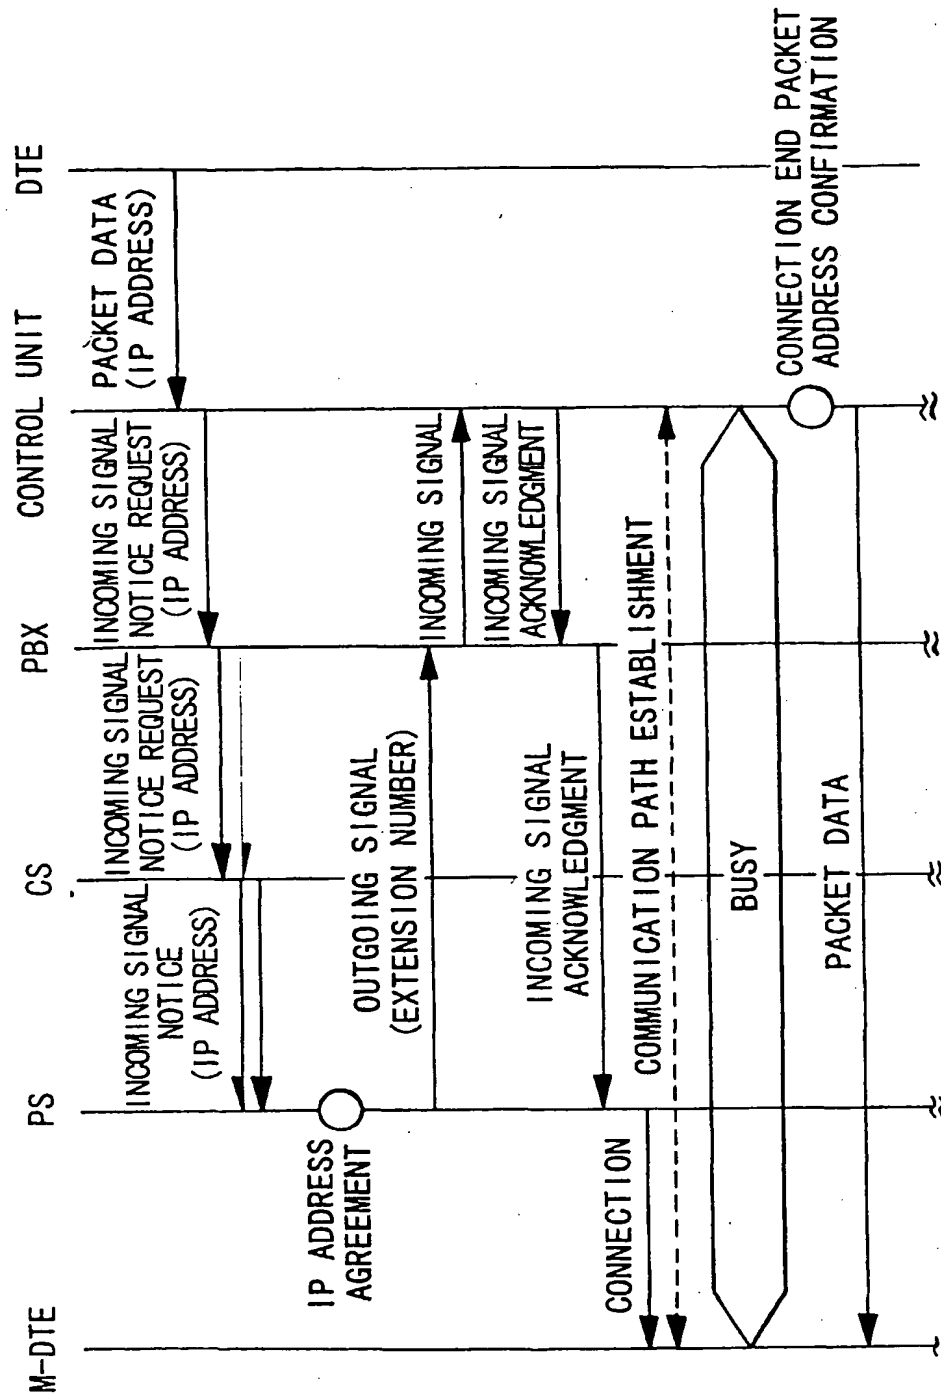 M-DTE
PS
CS
PBX
CONTROL UNIT
DTE
PACKET DATA
(IP ADDRESS)
INCOMING SIGNAL
NOTICE REQUEST
(IP ADDRESS)
INCOMING SIGNAL
NOTICE REQUEST
(IP ADDRESS)
INCOMING SIGNAL
NOTICE
(IP ADDRESS)
IP ADDRESS
AGREEMENT
OUTGOING SIGNAL
(EXTENSION NUMBER)
INCOMING SIGNAL
INCOMING SIGNAL
ACKNOWLEDGMENT
INCOMING SIGNAL
ACKNOWLEDGMENT
CONNECTION
COMMUNICATION PATH ESTABLISHMENT
BUSY
CONNECTION END PACKET
ADDRESS CONFIRMATION
PACKET DATA